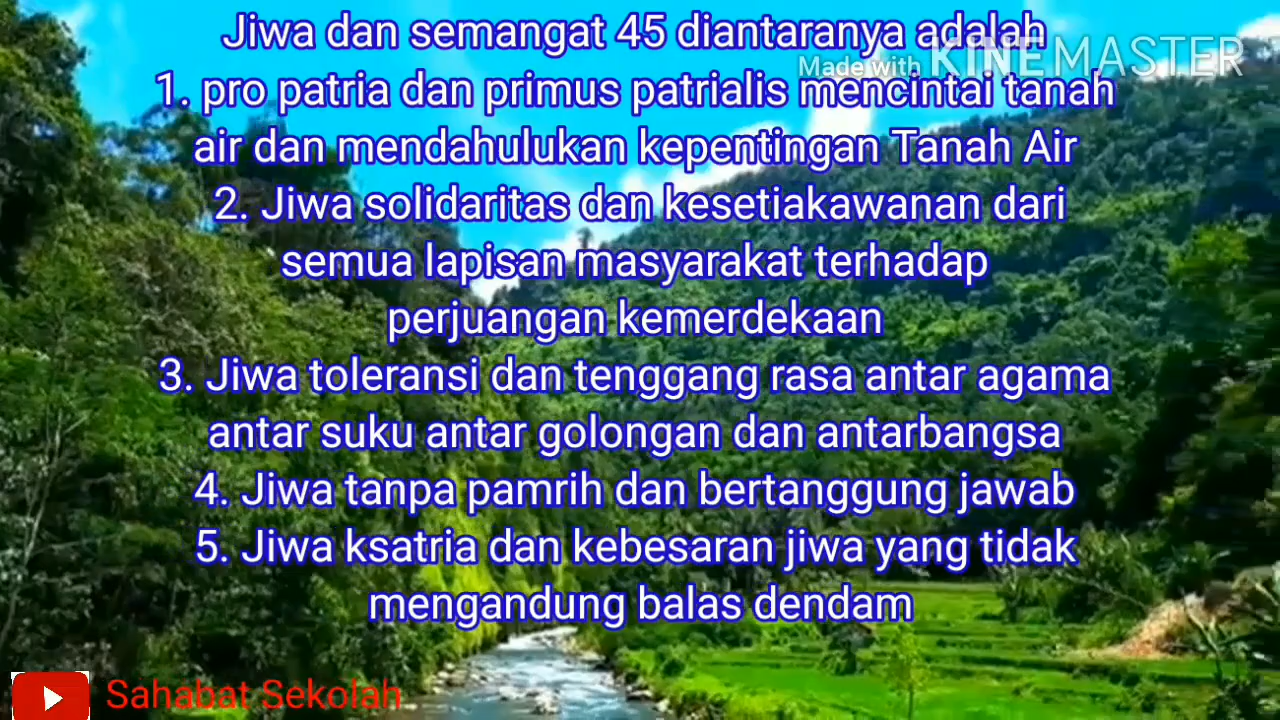 Jiwa dan semangat 45 diantaranya adalah
Made with KINEMASTER
1. pro patria dan primus patrialis mencintai tanah
air dan mendahulukan kepentingan Tanah Air
2. Jiwa solidaritas dan kesetiakawanan dari
semua lapisan masyarakat terhadap
perjuangan kemerdekaan
3. Jiwa toleransi dan tenggang rasa antar agama
antar suku antar golongan dan antarbangsa
4. Jiwa tanpa pamrih dan bertanggung jawab
5. Jiwa ksatria dan kebesaran jiwa yang tidak
mengandung balas dendam
Sahabat Sekolah